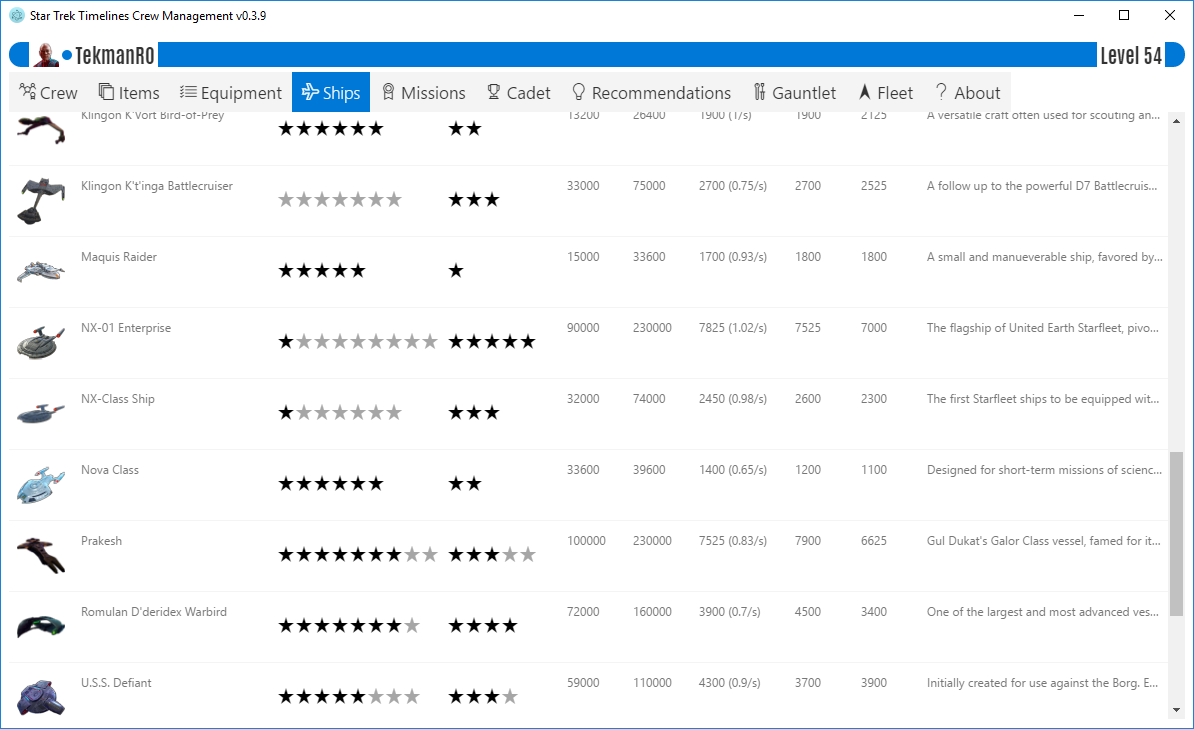 Star Trek Timelines Crew Management v0.3.9
TekmanRO Level 54
Crew Items Equipment Ships Missions Cadet Recommendations Gauntlet Fleet ? About
Klingon K'Vort Bird-of-Prey ★★★★★★ ★★ 13200 26400 1900 (1/s) 1900 2125 A versatile craft often used for scouting an...
Klingon K't'inga Battlecruiser ★★★★★★★ ★★★ 33000 75000 2700 (0.75/s) 2700 2525 A follow up to the powerful D7 Battlecruis...
Maquis Raider ★★★★★ ★ 15000 33600 1700 (0.93/s) 1800 1800 A small and manueverable ship, favored by...
NX-01 Enterprise ★★★★★★★★★ ★★★★★ 90000 230000 7825 (1.02/s) 7525 7000 The flagship of United Earth Starfleet, pivo...
NX-Class Ship ★★★★★★★ ★★★ 32000 74000 2450 (0.98/s) 2600 2300 The first Starfleet ships to be equipped wit...
Nova Class ★★★★★★ ★★ 33600 39600 1400 (0.65/s) 1200 1100 Designed for short-term missions of scienc...
Prakesh ★★★★★★★★★ ★★★★★ 100000 230000 7525 (0.83/s) 7900 6625 Gul Dukat's Galor Class vessel, famed for it...
Romulan D'deridex Warbird ★★★★★★★★ ★★★★ 72000 160000 3900 (0.7/s) 4500 3400 One of the largest and most advanced ves...
U.S.S. Defiant ★★★★★★★★ ★★★★ 59000 110000 4300 (0.9/s) 3700 3900 Initially created for use against the Borg. E...